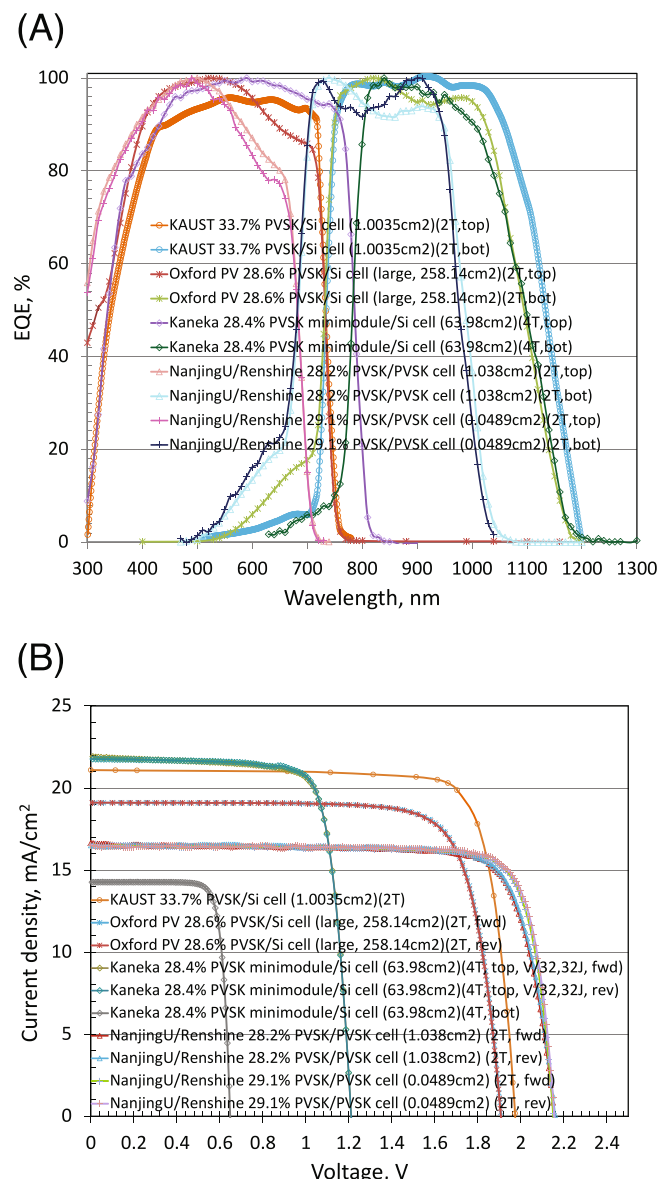 (A)
100
80
60
40
20
0
EQE, %
KAUST 33.7% PVSK/Si cell (1.0035cm2)(2T,top)
KAUST 33.7% PVSK/Si cell (1.0035cm2)(2T,bot)
Oxford PV 28.6% PVSK/Si cell (large, 258.14cm2)(2T,top)
Oxford PV 28.6% PVSK/Si cell (large, 258.14cm2)(2T,bot)
Kaneka 28.4% PVSK minimodule/Si cell (63.98cm2)(4T,top)
Kaneka 28.4% PVSK minimodule/Si cell (63.98cm2)(4T,bot)
NanjingU/Renshine 28.2% PVSK/PVSK cell (1.038cm2)(2T,top)
NanjingU/Renshine 28.2% PVSK/PVSK cell (1.038cm2)(2T,bot)
NanjingU/Renshine 29.1% PVSK/PVSK cell (0.0489cm2)(2T,top)
NanjingU/Renshine 29.1% PVSK/PVSK cell (0.0489cm2)(2T,bot)
300 400 500 600 700 800 900 1000 1100 1200 1300
Wavelength, nm
(B)
25
20
15
10
5
0
Current density, mA/cm2
KAUST 33.7% PVSK/Si cell (1.0035cm2)(2T)
Oxford PV 28.6% PVSK/Si cell (large, 258.14cm2)(2T, fwd)
Oxford PV 28.6% PVSK/Si cell (large, 258.14cm2)(2T, rev)
Kaneka 28.4% PVSK minimodule/Si cell (63.98cm2)(4T, top, V/32,32J, fwd)
Kaneka 28.4% PVSK minimodule/Si cell (63.98cm2)(4T, top, V/32,32J, rev)
Kaneka 28.4% PVSK minimodule/Si cell (63.98cm2)(4T, bot)
NanjingU/Renshine 28.2% PVSK/PVSK cell (1.038cm2) (2T, fwd)
NanjingU/Renshine 28.2% PVSK/PVSK cell (1.038cm2) (2T, rev)
NanjingU/Renshine 29.1% PVSK/PVSK cell (0.0489cm2) (2T, fwd)
NanjingU/Renshine 29.1% PVSK/PVSK cell (0.0489cm2) (2T, rev)
0 0.2 0.4 0.6 0.8 1 1.2 1.4 1.6 1.8 2 2.2 2.4
Voltage, V